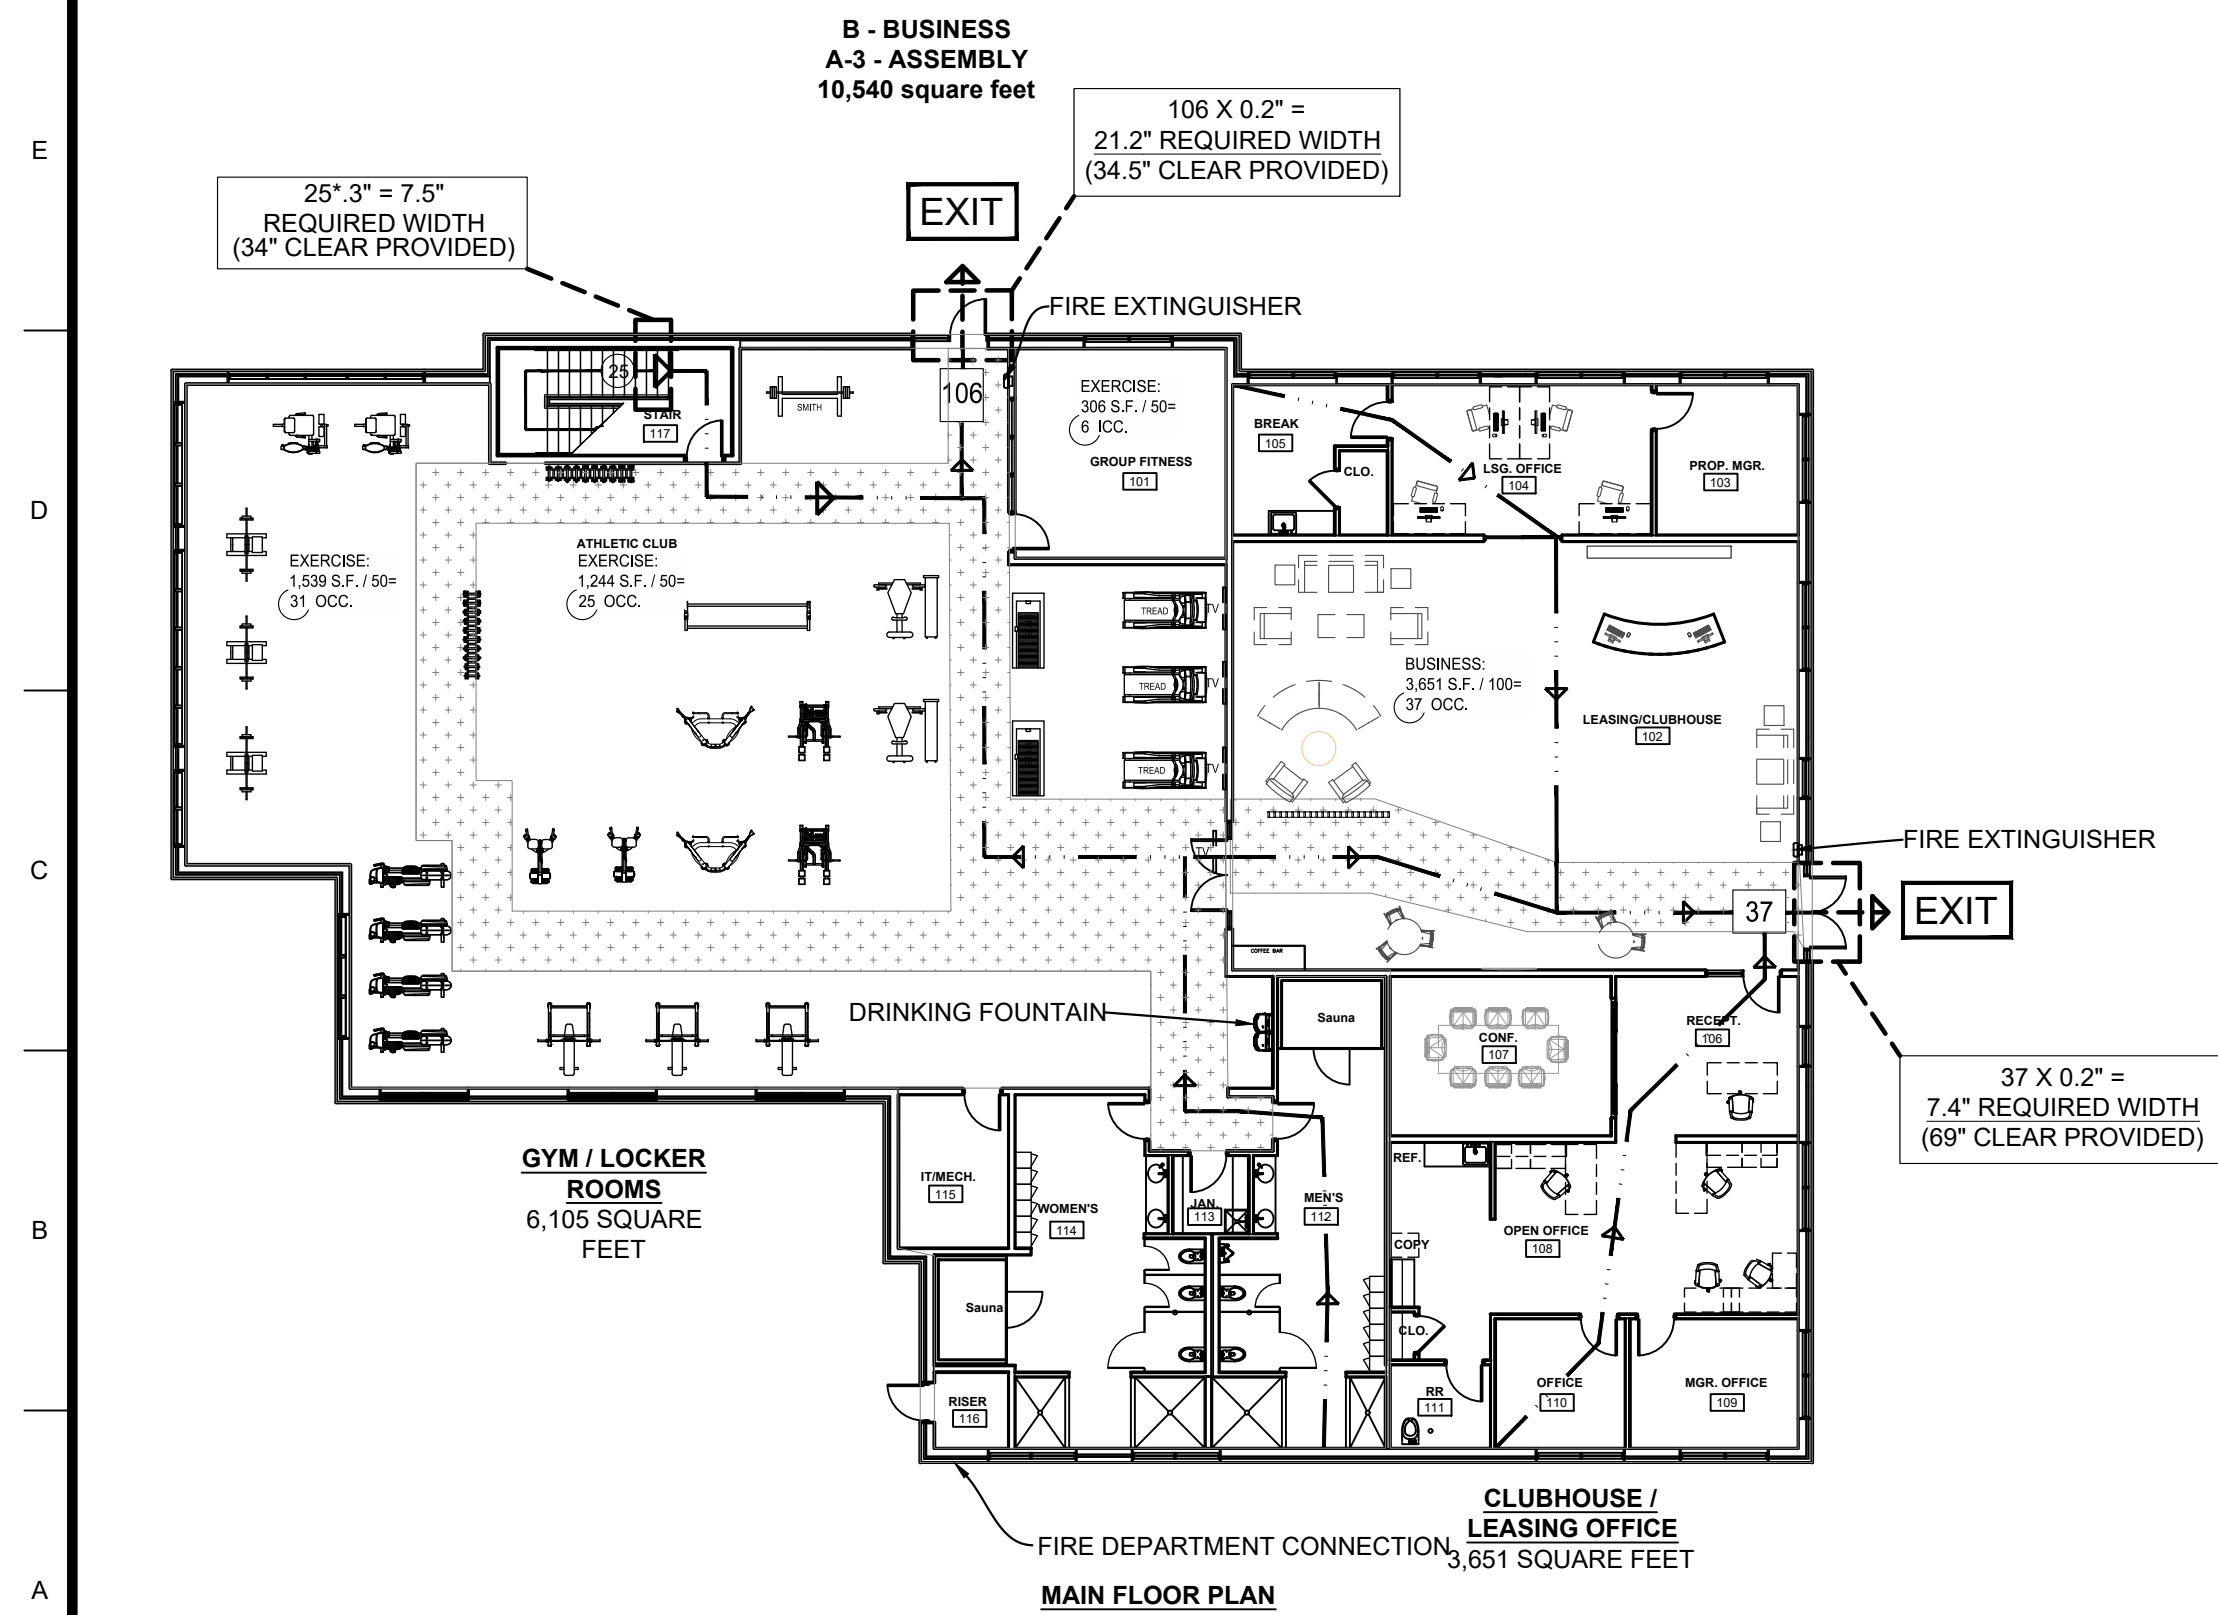 B - BUSINESS
A-3 - ASSEMBLY
10,540 square feet
106 X 0.2" =
21.2" REQUIRED WIDTH
(34.5" CLEAR PROVIDED)
E
25*.3" = 7.5"
REQUIRED WIDTH
(34" CLEAR PROVIDED)
EXIT
FIRE EXTINGUISHER
25
STAIR
117
SMITH
106
EXERCISE:
306 S.F. / 50=
6 ICC.
GROUP FITNESS
101
BREAK
105
CLO.
LSG. OFFICE
104
PROP. MGR.
103
D
EXERCISE:
1,539 S.F. / 50=
31 OCC.
ATHLETIC CLUB
EXERCISE:
1,244 S.F. / 50=
25 OCC.
TREAD
TV
TREAD
TV
TREAD
TV
BUSINESS:
3,651 S.F. / 100=
37 OCC.
LEASING/CLUBHOUSE
102
FIRE EXTINGUISHER
C
TV
37
EXIT
COFFEE BAR
DRINKING FOUNTAIN
Sauna
CONF.
107
RECEPT.
106
37 X 0.2" =
7.4" REQUIRED WIDTH
(69" CLEAR PROVIDED)
GYM / LOCKER
ROOMS
6,105 SQUARE
FEET
IT/MECH.
115
WOMEN'S
114
JAN.
113
MEN'S
112
REF.
COPY
OPEN OFFICE
108
B
Sauna
CLO.
RISER
116
RR
111
OFFICE
110
MGR. OFFICE
109
CLUBHOUSE /
LEASING OFFICE
3,651 SQUARE FEET
FIRE DEPARTMENT CONNECTION
A
MAIN FLOOR PLAN